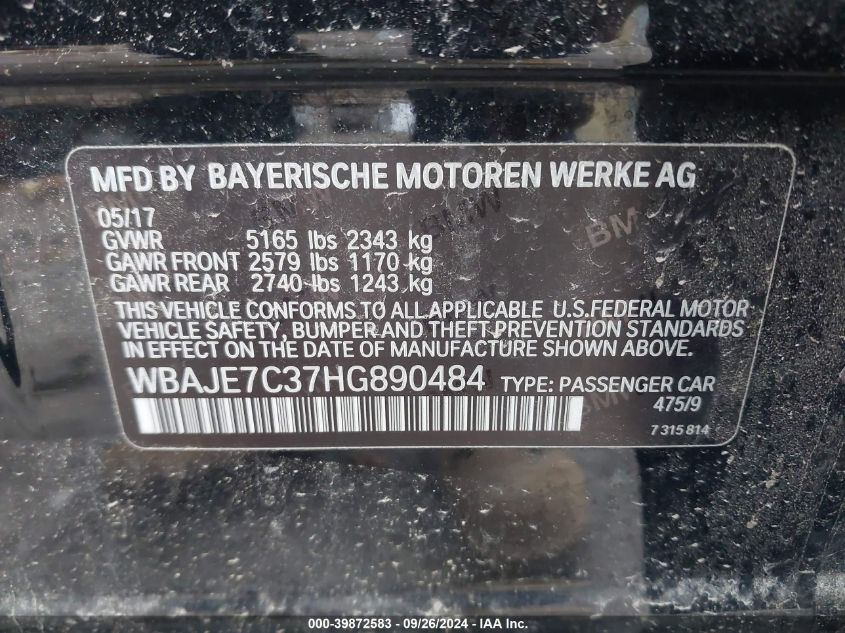 MFD BY BAYERISCHE MOTOREN WERKE AG
05/17
GVWR 5165 lbs 2343 kg
GAWR FRONT 2579 lbs 1170 kg
GAWR REAR 2740 lbs 1243 kg
THIS VEHICLE CONFORMS TO ALL APPLICABLE U.S.FEDERAL MOTOR
VEHICLE SAFETY, BUMPER AND THEFT PREVENTION STANDARDS
IN EFFECT ON THE DATE OF MANUFACTURE SHOWN ABOVE.
WBAJE7C37HG890484 TYPE: PASSENGER CAR
475/9
7 315 814
000-39872583 - 09/26/2024 - IAAI.com